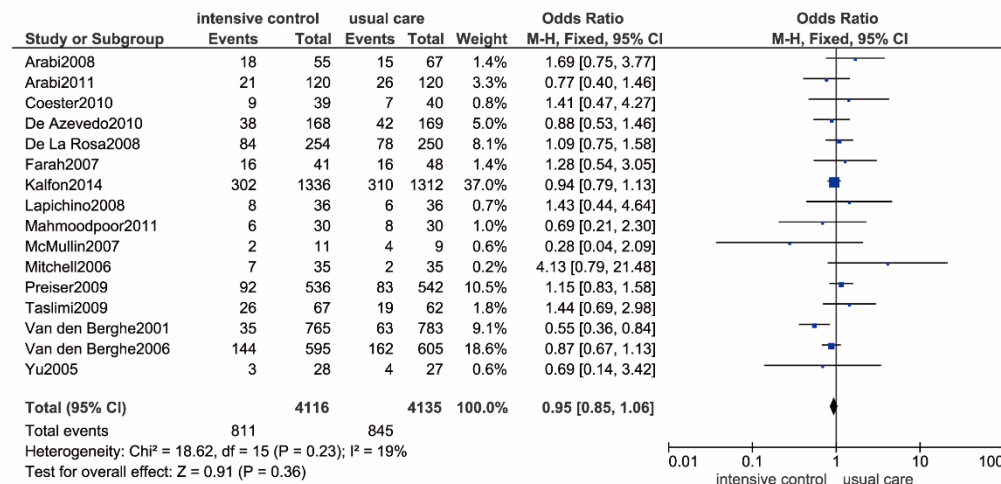 intensive control usual care Odds Ratio Odds Ratio
Study or Subgroup Events Total Events Total Weight M-H, Fixed, 95% CI M-H, Fixed, 95% CI
Arabi2008 18 55 15 67 1.4% 1.69 [0.75, 3.77]
Arabi2011 21 120 26 120 3.3% 0.77 [0.40, 1.46]
Coester2010 9 39 7 40 0.8% 1.41 [0.47, 4.27]
De Azevedo2010 38 168 42 169 5.0% 0.88 [0.53, 1.46]
De La Rosa2008 84 254 78 250 8.1% 1.09 [0.75, 1.58]
Farah2007 16 41 16 48 1.4% 1.28 [0.54, 3.05]
Kalfon2014 302 1336 310 1312 37.0% 0.94 [0.79, 1.13]
Lapichino2008 8 36 6 36 0.7% 1.43 [0.44, 4.64]
Mahmoodpoor2011 6 30 8 30 1.0% 0.69 [0.21, 2.30]
McMullin2007 2 11 4 9 0.6% 0.28 [0.04, 2.09]
Mitchell2006 7 35 2 35 0.2% 4.13 [0.79, 21.48]
Preiser2009 92 536 83 542 10.5% 1.15 [0.83, 1.58]
Taslimi2009 26 67 19 62 1.8% 1.44 [0.69, 2.98]
Van den Berghe2001 35 765 63 783 9.1% 0.55 [0.36, 0.84]
Van den Berghe2006 144 595 162 605 18.6% 0.87 [0.67, 1.13]
Yu2005 3 28 4 27 0.6% 0.69 [0.14, 3.42]
Total (95% CI) 4116 4135 100.0% 0.95 [0.85, 1.06]
Total events 811 845
Heterogeneity: Chi² = 18.62, df = 15 (P = 0.23); I² = 19%
Test for overall effect: Z = 0.91 (P = 0.36)
0.01 0.1 1 10 100
intensive control usual care